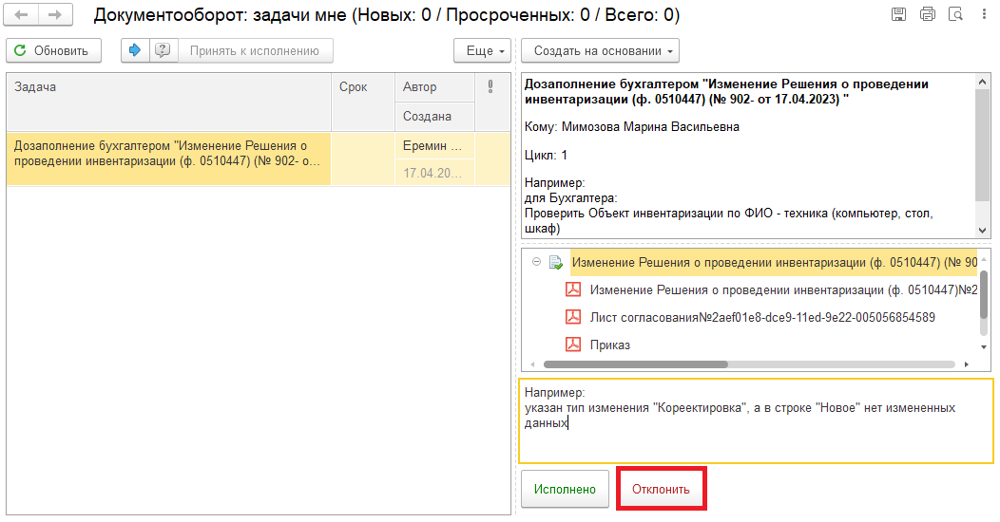 Документооборот: задачи мне (Новых: 0 / Просроченных: 0 / Всего: 0)
Обновить
Принять к исполнению
Еще
Создать на основании
Задача
Срок
Автор
Создана
Дозаполнение бухгалтером "Изменение Решения о
проведении инвентаризации (ф. 0510447) (№ 902- о...
Еремин ...
17.04.20...
Дозаполнение бухгалтером "Изменение Решения о проведении
инвентаризации (ф. 0510447) (№ 902- от 17.04.2023) "
Кому: Мимозова Марина Васильевна
Цикл: 1
Например:
для Бухгалтера:
Проверить Объект инвентаризации по ФИО - техника (компьютер, стол,
шкаф)
Изменение Решения о проведении инвентаризации (ф. 0510447) (№ 90
Изменение Решения о проведении инвентаризации (ф. 0510447)№2
Лист согласования№2aef01e8-dce9-11ed-9e22-005056854589
Приказ
Например:
указан тип изменения "Кореектировка", а в строке "Новое" нет измененных
данных
Исполнено
Отклонить